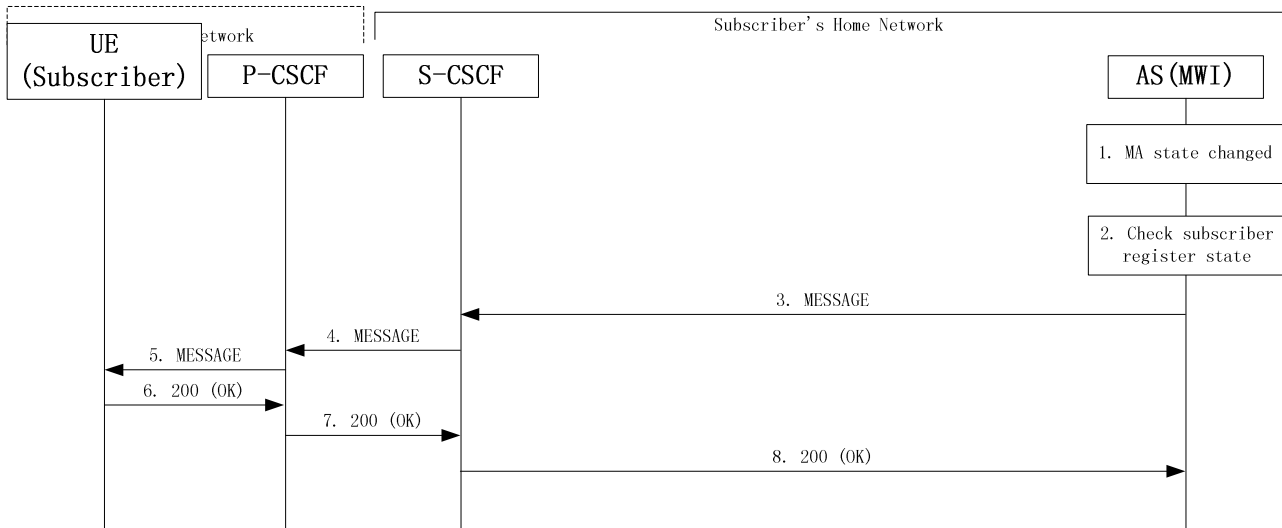 Subscriber's Home Network
UE
(Subscriber)
P-CSCF
S-CSCF
AS(MWI)
1. MA state changed
2. Check subscriber
register state
3. MESSAGE
4. MESSAGE
5. MESSAGE
6. 200 (OK)
7. 200 (OK)
8. 200 (OK)